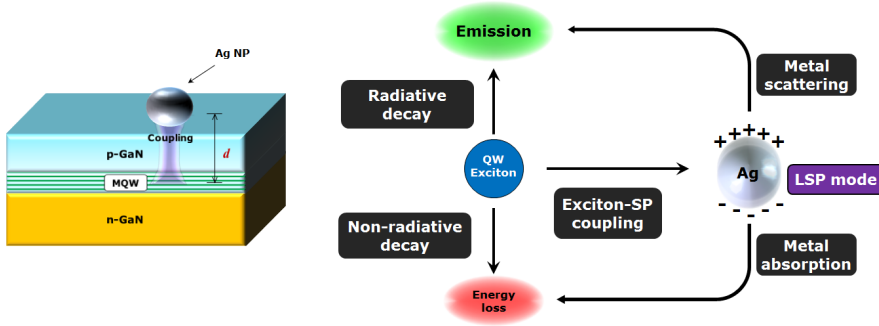 Ag NP
Coupling
d
p-GaN
MQW
n-GaN
Emission
Radiative
decay
Metal
scattering
QW
Exciton
+++++
Ag
LSP mode
Exciton-SP
coupling
-----
Non-radiative
decay
Metal
absorption
Energy
loss